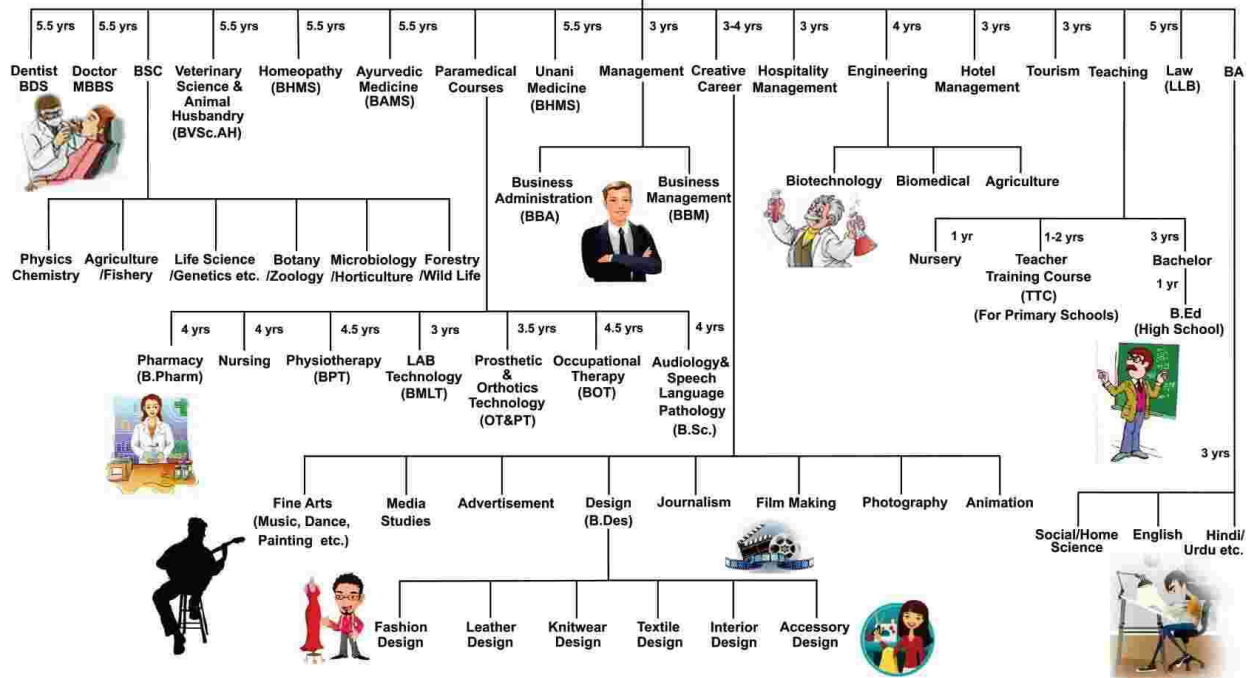 5.5 yrs 5.5 yrs 5.5 yrs 5.5 yrs 5.5 yrs 5.5 yrs 3 yrs 3-4 yrs 3 yrs 4 yrs 3 yrs 3 yrs 5 yrs
Dentist
BDS
Doctor
MBBS
BSC
Veterinary
Science &
Animal
Husbandry
(BVSc.AH)
Homeopathy
(BHMS)
Ayurvedic
Medicine
(BAMS)
Paramedical
Courses
Unani
Medicine
(BHMS)
Management
Creative
Career
Hospitality
Management
Engineering
Hotel
Management
Tourism
Teaching
Law
(LLB)
BA
Business
Administration
(BBA)
Business
Management
(BBM)
Biotechnology
Biomedical
Agriculture
Physics
Chemistry
Agriculture
/Fishery
Life Science
/Genetics etc.
Botany
/Zoology
Microbiology
/Horticulture
Forestry
/Wild Life
1 yr
Nursery
1-2 yrs
Teacher
Training Course
(TTC)
(For Primary Schools)
3 yrs
Bachelor
1 yr
B.Ed
(High School)
4 yrs
Pharmacy
(B.Pharm)
4 yrs
Nursing
4.5 yrs
Physiotherapy
(BPT)
3 yrs
LAB
Technology
(BMLT)
3.5 yrs
Prosthetic
&
Orthotics
Technology
(OT&PT)
4.5 yrs
Occupational
Therapy
(BOT)
4 yrs
Audiology&
Speech
Language
Pathology
(B.Sc.)
3 yrs
Fine Arts
(Music, Dance,
Painting etc.)
Media
Studies
Advertisement
Design
(B.Des)
Journalism
Film Making
Photography
Animation
Social/Home
Science
English
Hindi/
Urdu etc.
Fashion
Design
Leather
Design
Knitwear
Design
Textile
Design
Interior
Design
Accessory
Design